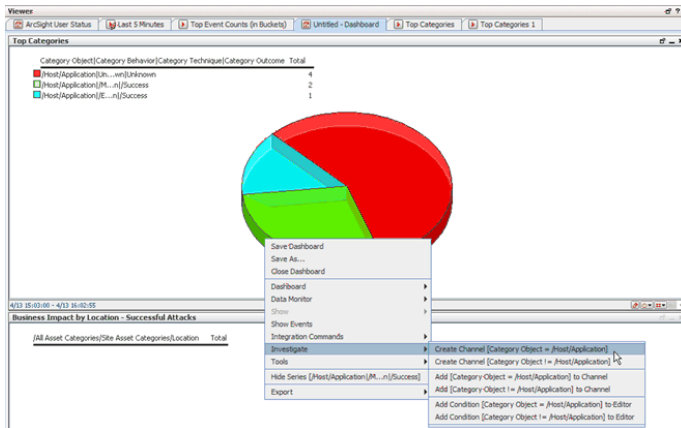 Viewer
ArcSight User Status Last 5 Minutes Top Event Counts (in Buckets) Untitled - Dashboard Top Categories Top Categories 1
Top Categories
Category Object|Category Behavior|Category Technique|Category Outcome Total
/Host/Application|Un...wn|Unknown 4
/Host/Application|/M...n|/Success 2
/Host/Application|/E...n|/Success 1
Save Dashboard
Save As...
Close Dashboard
Dashboard
Data Monitor
Show
Show Events
Integration Commands
Investigate
Tools
Hide Series [/Host/Application|/M...n|/Success]
Export
4/13 15:03:00 - 4/13 16:02:55
Business Impact by Location - Successful Attacks
/All Asset Categories/Site Asset Categories/Location Total
Create Channel [Category Object = /Host/Application]
Create Channel [Category Object != /Host/Application]
Add [Category Object = /Host/Application] to Channel
Add [Category Object != /Host/Application] to Channel
Add Condition [Category Object = /Host/Application] to Editor
Add Condition [Category Object != /Host/Application] to Editor